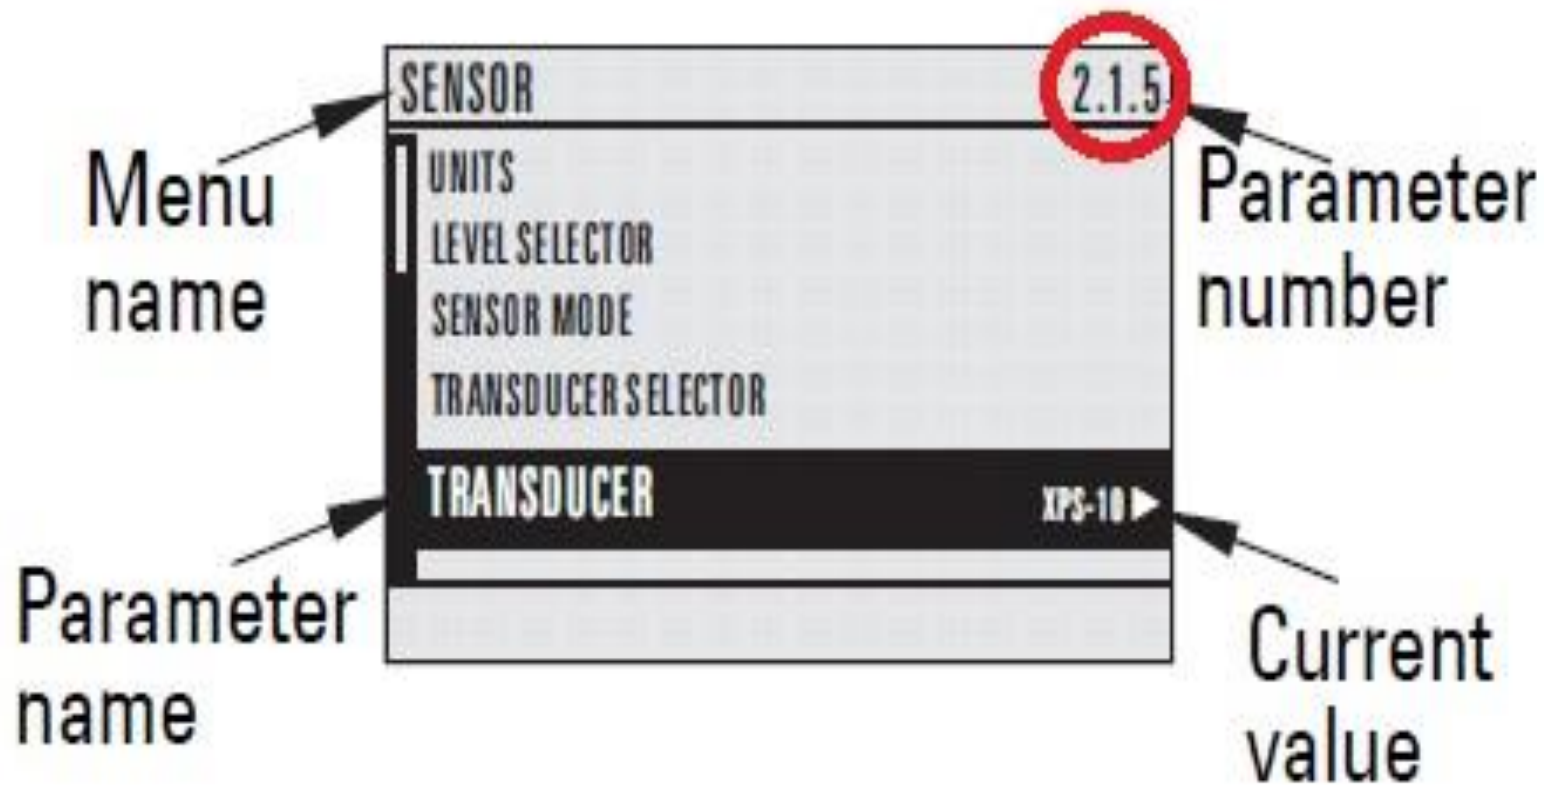 SENSOR 2.1.5
Menu
name
Parameter
number
UNITS
LEVEL SELECTOR
SENSOR MODE
TRANSDUCER SELECTOR
TRANSDUCER XPS-10
Parameter
name
Current
value